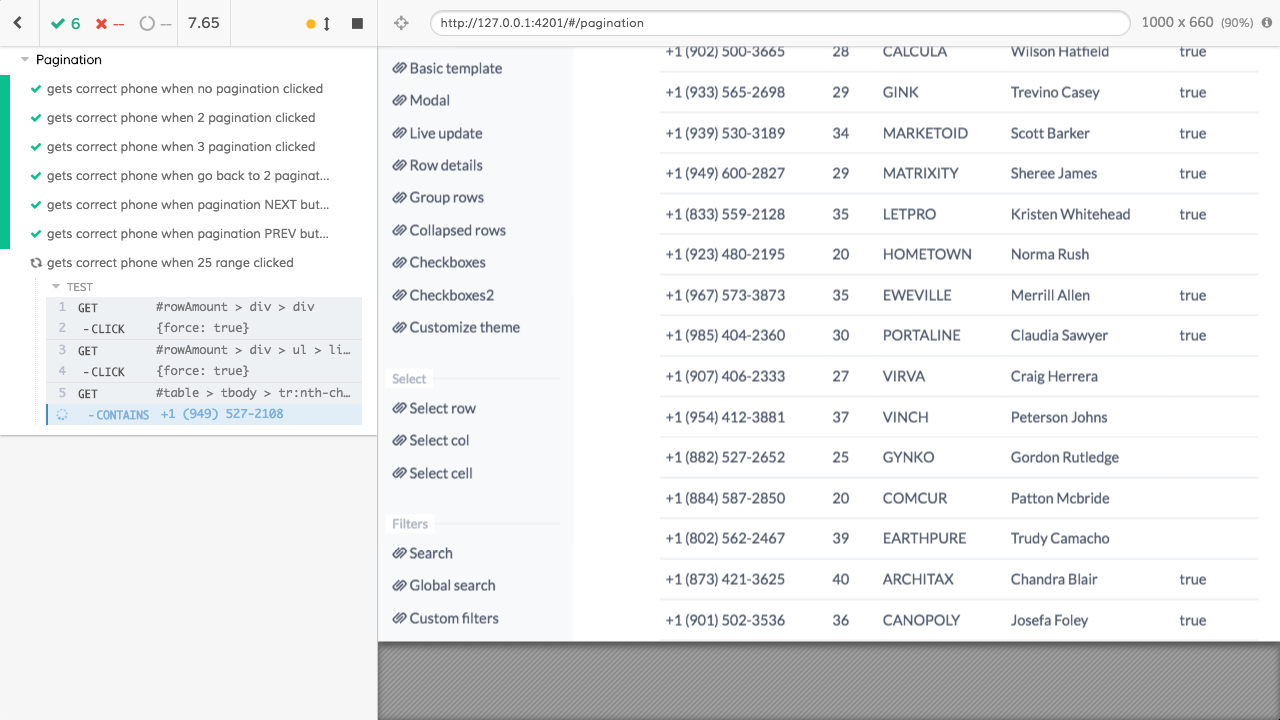 6 -- -- 7.65
http://127.0.0.1:4201/#/pagination 1000 x 660 (90%)
Pagination
gets correct phone when no pagination clicked
gets correct phone when 2 pagination clicked
gets correct phone when 3 pagination clicked
gets correct phone when go back to 2 paginat...
gets correct phone when pagination NEXT but...
gets correct phone when pagination PREV but...
gets correct phone when 25 range clicked
TEST
1 GET #rowAmount > div > div
2 -CLICK {force: true}
3 GET #rowAmount > div > ul > li...
4 -CLICK {force: true}
5 GET #table > tbody > tr:nth-ch...
-CONTAINS +1 (949) 527-2108
Basic template
Modal
Live update
Row details
Group rows
Collapsed rows
Checkboxes
Checkboxes2
Customize theme
Select
Select row
Select col
Select cell
Filters
Search
Global search
Custom filters
+1 (902) 500-3665 28 CALCULA Wilson Hatfield true
+1 (933) 565-2698 29 GINK Trevino Casey true
+1 (939) 530-3189 34 MARKETOID Scott Barker true
+1 (949) 600-2827 29 MATRIXITY Sheree James true
+1 (833) 559-2128 35 LETPRO Kristen Whitehead true
+1 (923) 480-2195 20 HOMETOWN Norma Rush
+1 (967) 573-3873 35 EWEVILLE Merrill Allen true
+1 (985) 404-2360 30 PORTALINE Claudia Sawyer true
+1 (907) 406-2333 27 VIRVA Craig Herrera
+1 (954) 412-3881 37 VINCH Peterson Johns
+1 (882) 527-2652 25 GYNKO Gordon Rutledge
+1 (884) 587-2850 20 COMCUR Patton Mcbride
+1 (802) 562-2467 39 EARTHPURE Trudy Camacho
+1 (873) 421-3625 40 ARCHITAX Chandra Blair true
+1 (901) 502-3536 36 CANOPOLY Josefa Foley true